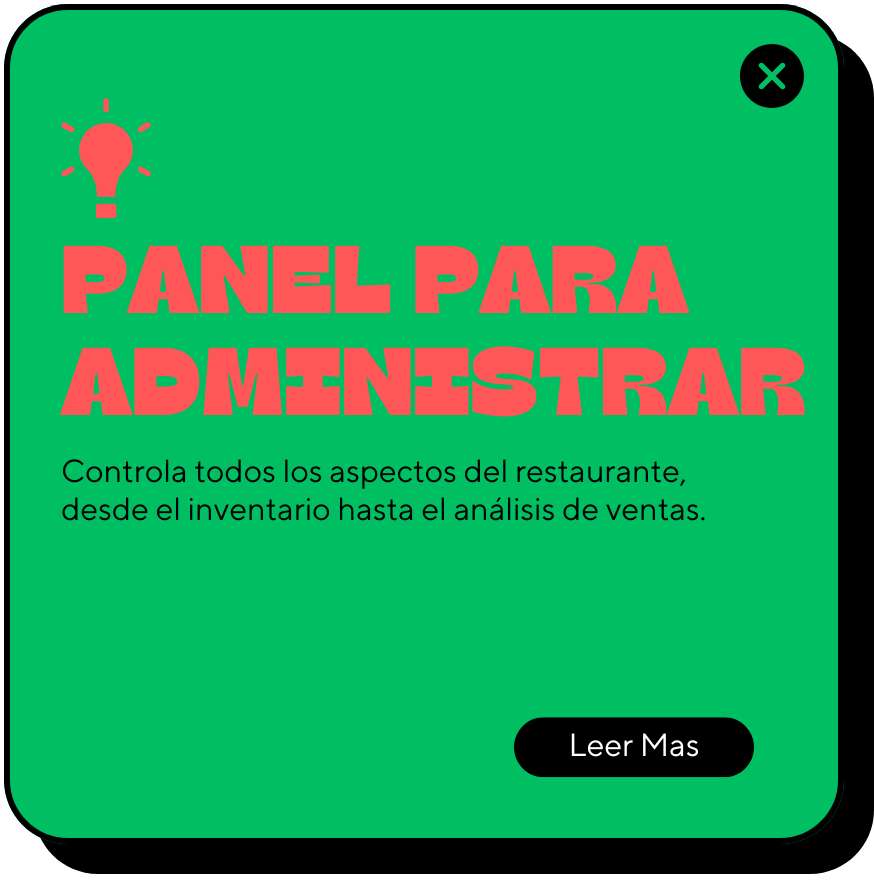 PANEL PARA
ADMINISTRAR
Controla todos los aspectos del restaurante,
desde el inventario hasta el análisis de ventas.
Leer Mas